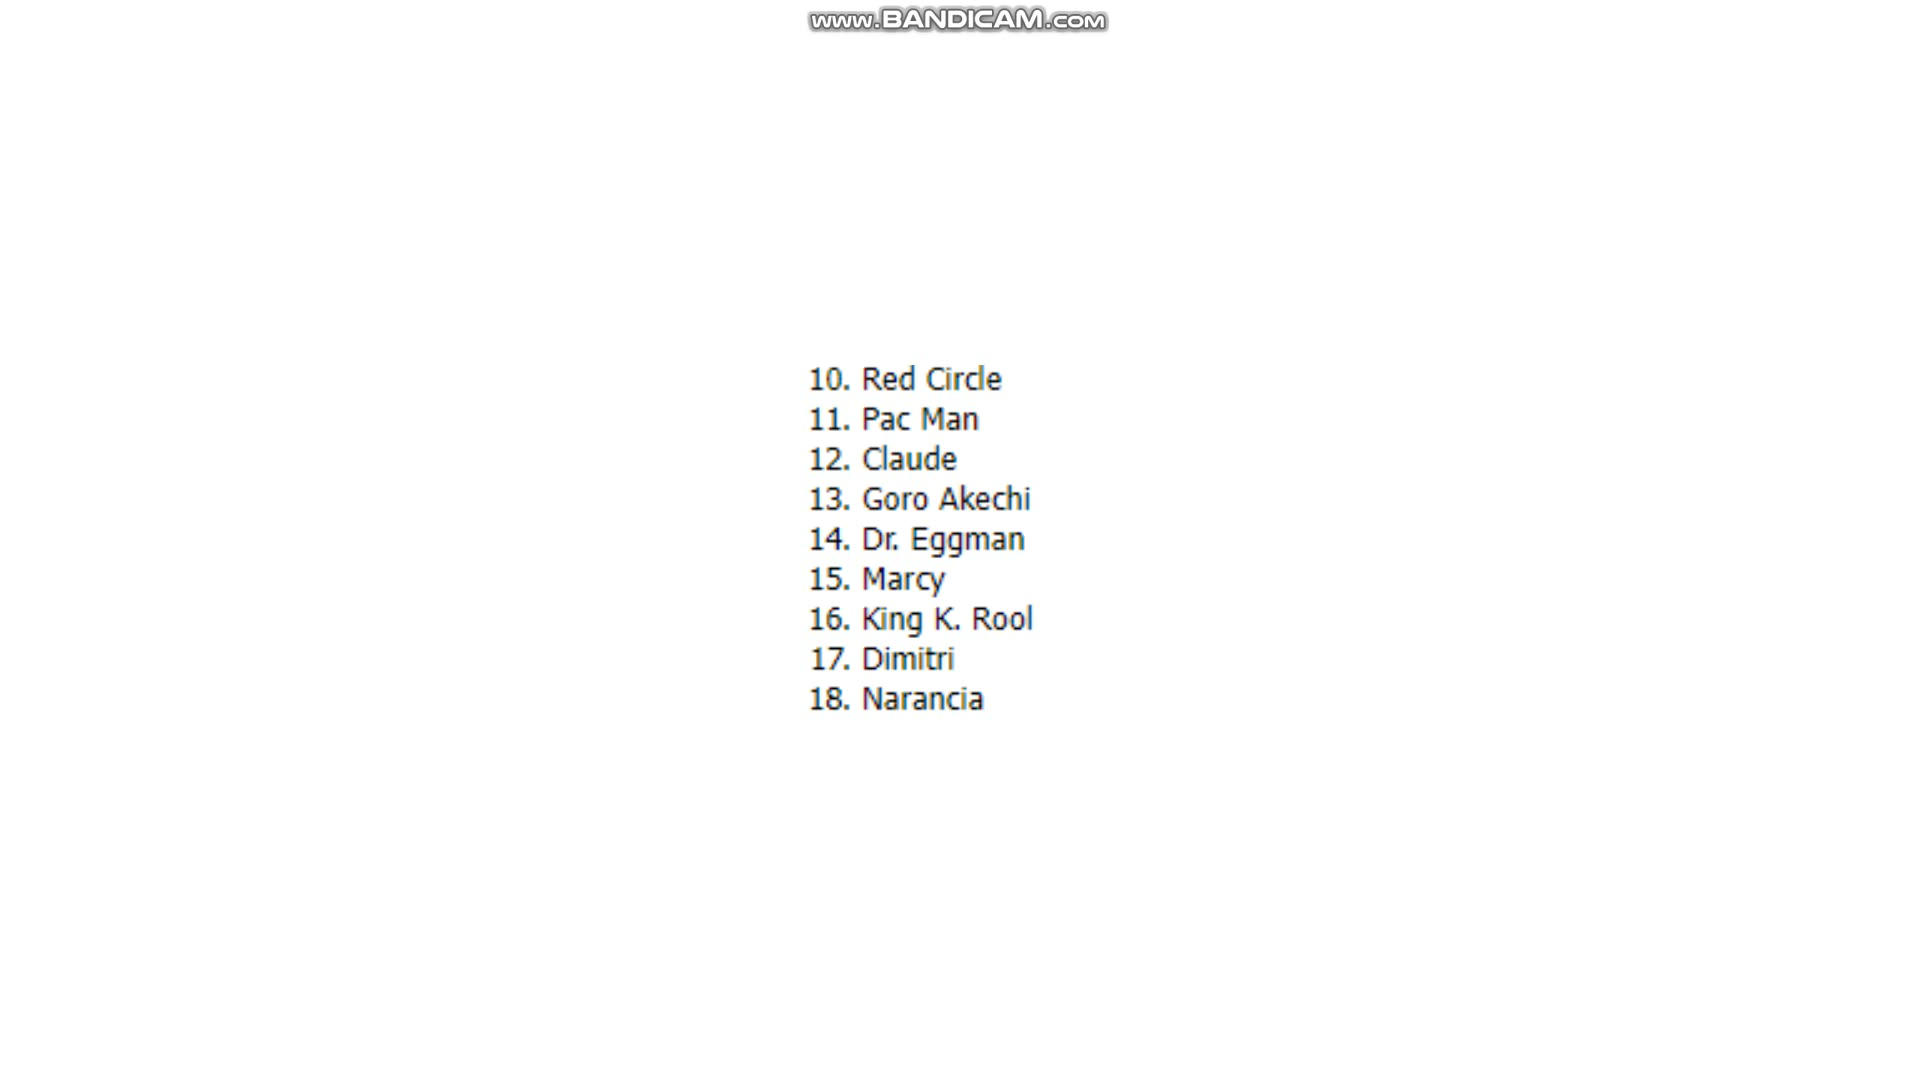 www.BANDICAM.com
10. Red Circle
11. Pac Man
12. Claude
13. Goro Akechi
14. Dr. Eggman
15. Marcy
16. King K. Rool
17. Dimitri
18. Narancia